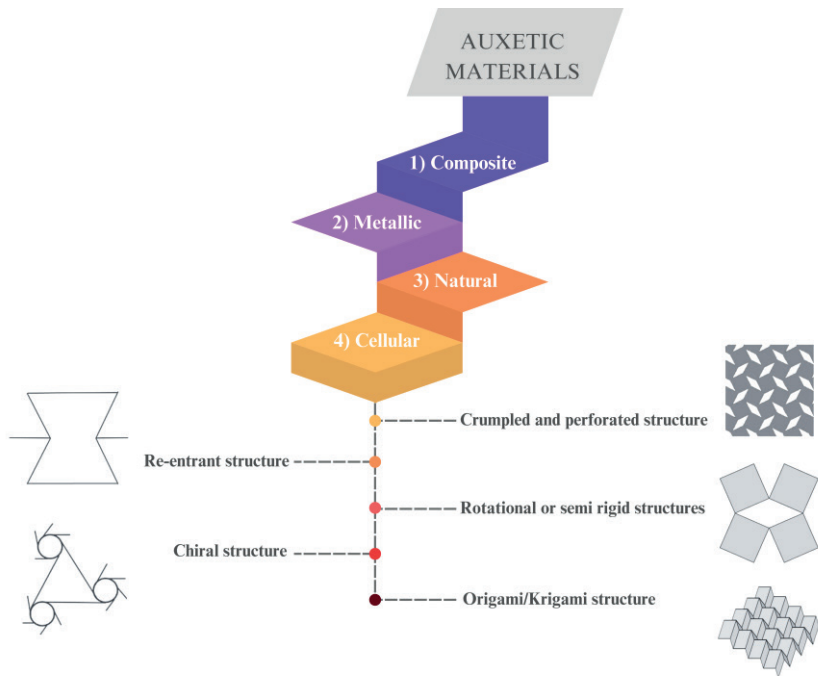 AUXETIC
MATERIALS
1) Composite
2) Metallic
3) Natural
4) Cellular
Crumpled and perforated structure
Re-entrant structure
Rotational or semi rigid structures
Chiral structure
Origami/Krigami structure